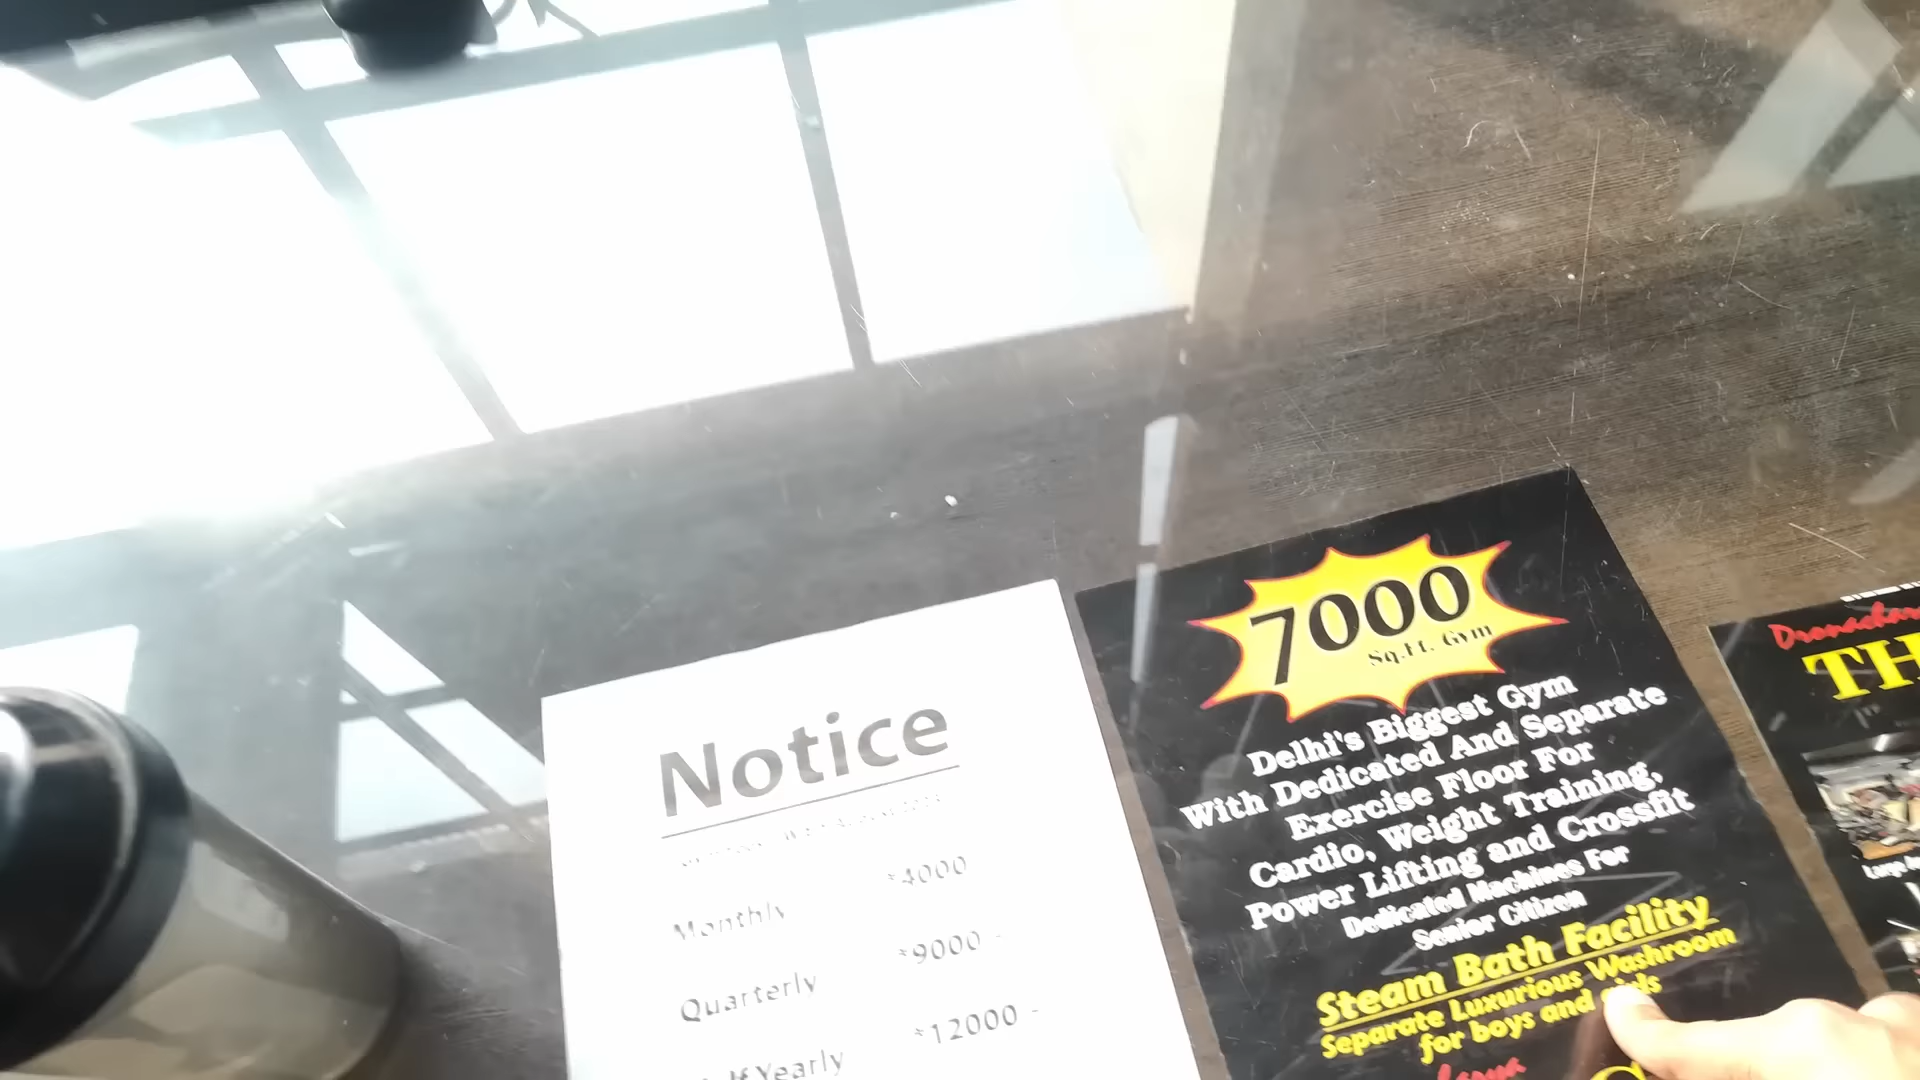 Notice
Monthly *4000
Quarterly *9000 -
Half Yearly *12000 -
7000
Sq.Ft. Gym
Delhi's Biggest Gym
With Dedicated And Separate
Exercise Floor For
Cardio, Weight Training,
Power Lifting and Crossfit
Dedicated Machines For
Senior Citizen
Steam Bath Facility
Separate Luxurious Washroom
for boys and girls